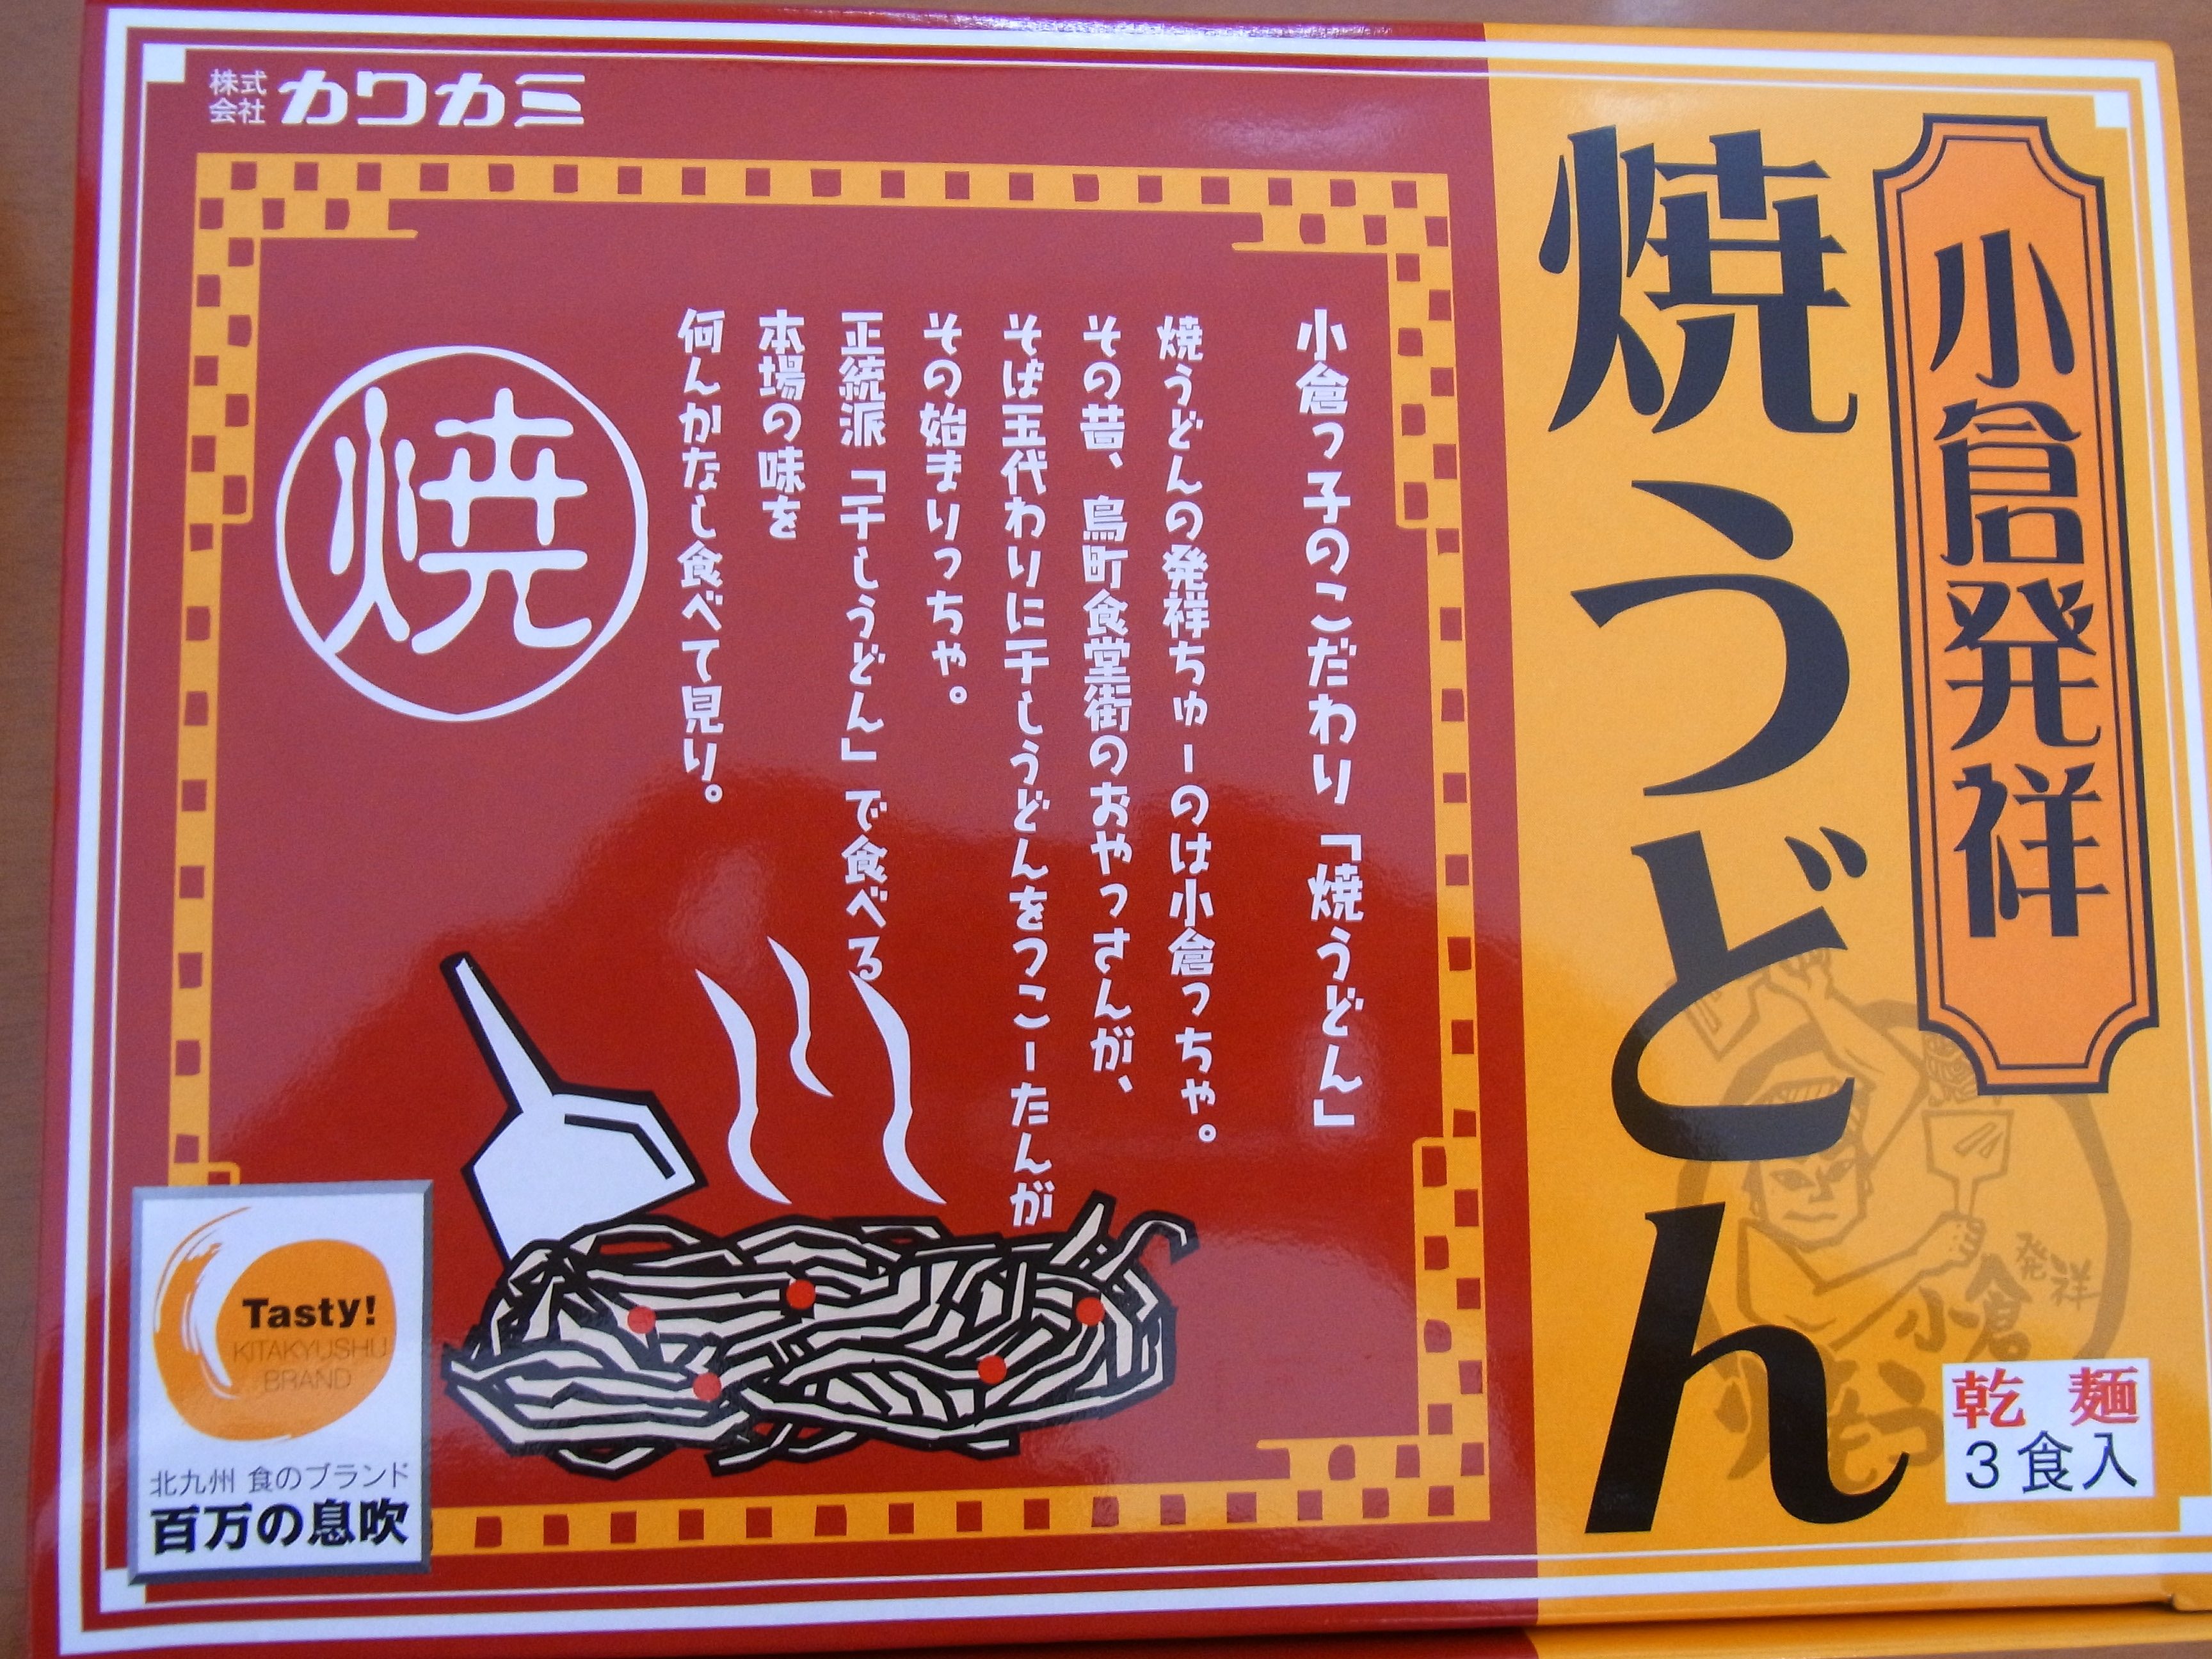 小倉発祥
焼うどん
乾麺
3食入
発祥
小倉
株式会社 カワカミ
小倉っ子のこだわり「焼うどん」
焼うどんの発祥ちゅーのは小倉っちゃ。
その昔、鳥町食堂街のおやっさんが、
そば玉代わりに干しうどんをつこーたんが
その始まりっちゃ。
正統派「干しうどん」で食べる
本場の味を
何んかなし食べて見り。
焼
Tasty!
KITAKYUSHU
BRAND
北九州 食のブランド
百万の息吹